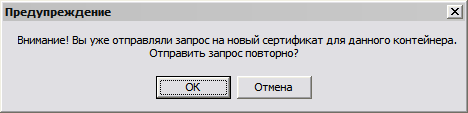 Предупреждение
Внимание! Вы уже отправляли запрос на новый сертификат для данного контейнера.
Отправить запрос повторно?
OK
Отмена